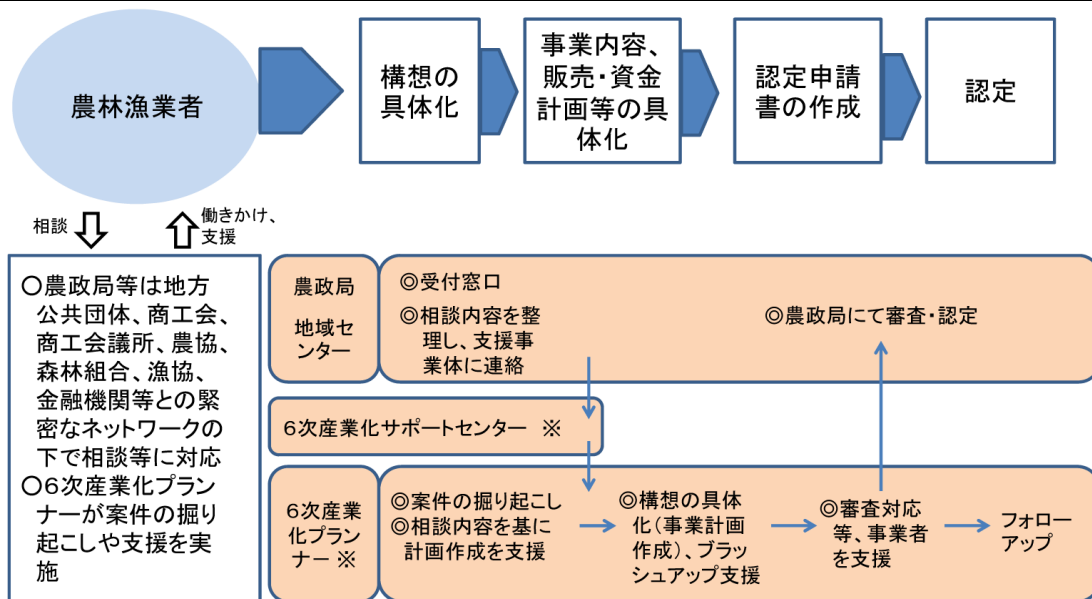 農林漁業者
構想の
具体化
事業内容、
販売・資金
計画等の具
体化
認定申請
書の作成
認定
相談
働きかけ、
支援
○農政局等は地方
公共団体、商工会、
商工会議所、農協、
森林組合、漁協、
金融機関等との緊
密なネットワークの
下で相談等に対応
○6次産業化プラン
ナーが案件の掘り
起こしや支援を実
施
農政局
地域セ
ンター
◎受付窓口
◎相談内容を整
理し、支援事
業体に連絡
◎農政局にて審査・認定
6次産業化サポートセンター ※
6次産業
化プラン
ナー※
◎案件の掘り起こし
◎相談内容を基に
計画作成を支援
◎構想の具体
化(事業計画
作成)、ブラッ
シュアップ支援
◎審査対応
等、事業者
を支援
フォロー
アップ